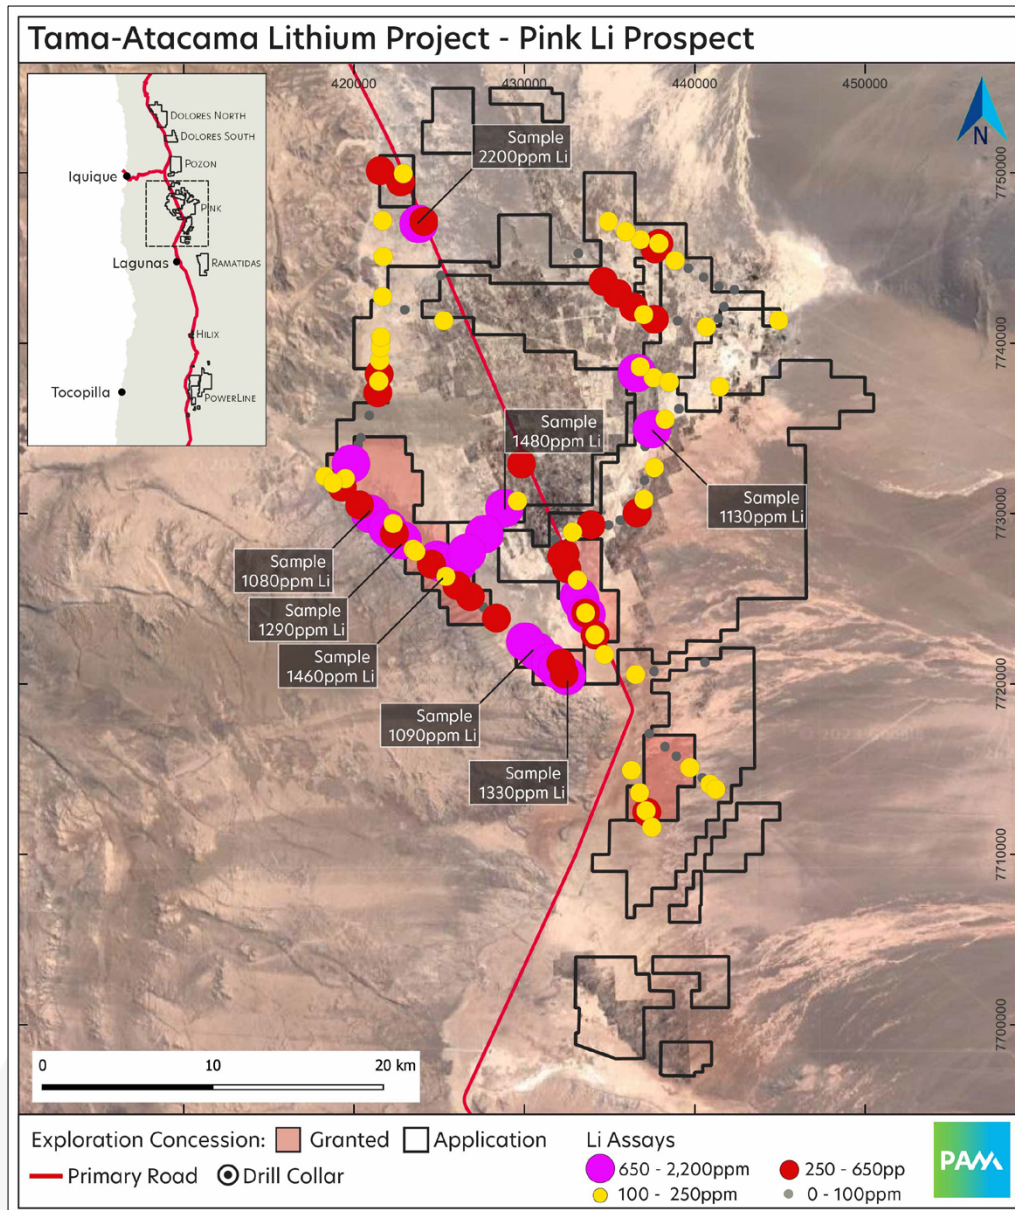 Tama-Atacama Lithium Project - Pink Li Prospect
420000
430000
440000
450000
DOLORES NORTH
DOLORES SOUTH
POZON
Iquique
PINK
Lagunas
RAMATIDAS
HILIX
Tocopilla
POWERLINE
N
7750000
7740000
7730000
7720000
7710000
7700000
Sample
2200ppm Li
Sample
1480ppm Li
Sample
1130ppm Li
Sample
1080ppm Li
Sample
1290ppm Li
Sample
1460ppm Li
Sample
1090ppm Li
Sample
1330ppm Li
0 10 20 km
Exploration Concession: Granted Application
Primary Road Drill Collar
Li Assays
650 - 2,200ppm 250 - 650pp
100 - 250ppm 0 - 100ppm
PAM